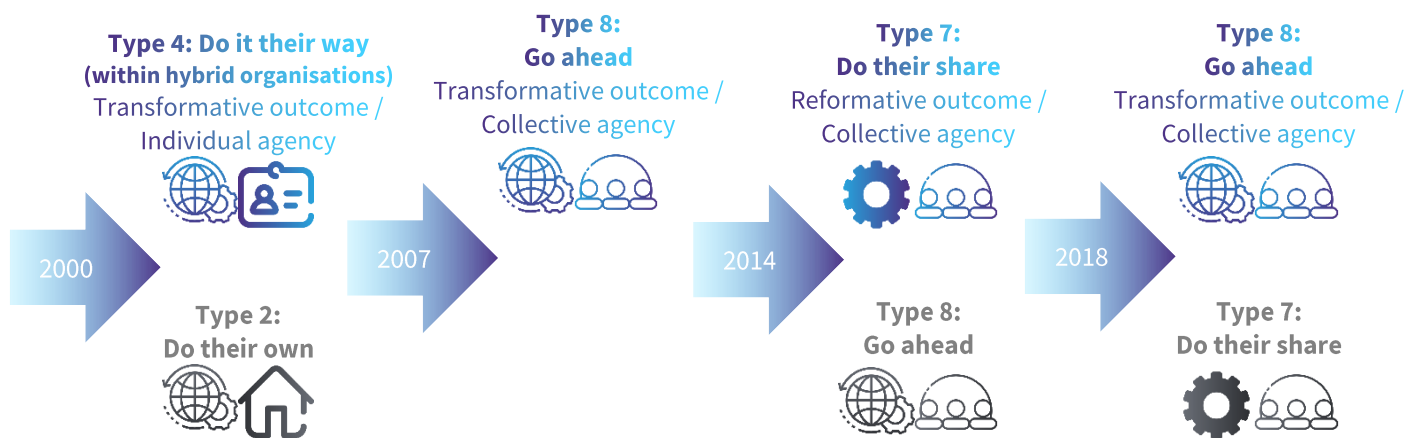 2000
Type 4: Do it their way
(within hybrid organisations)
Transformative outcome /
Individual agency
Type 2:
Do their own
2007
Type 8:
Go ahead
Transformative outcome /
Collective agency
2014
Type 7:
Do their share
Reformative outcome /
Collective agency
Type 8:
Go ahead
2018
Type 8:
Go ahead
Transformative outcome /
Collective agency
Type 7:
Do their share